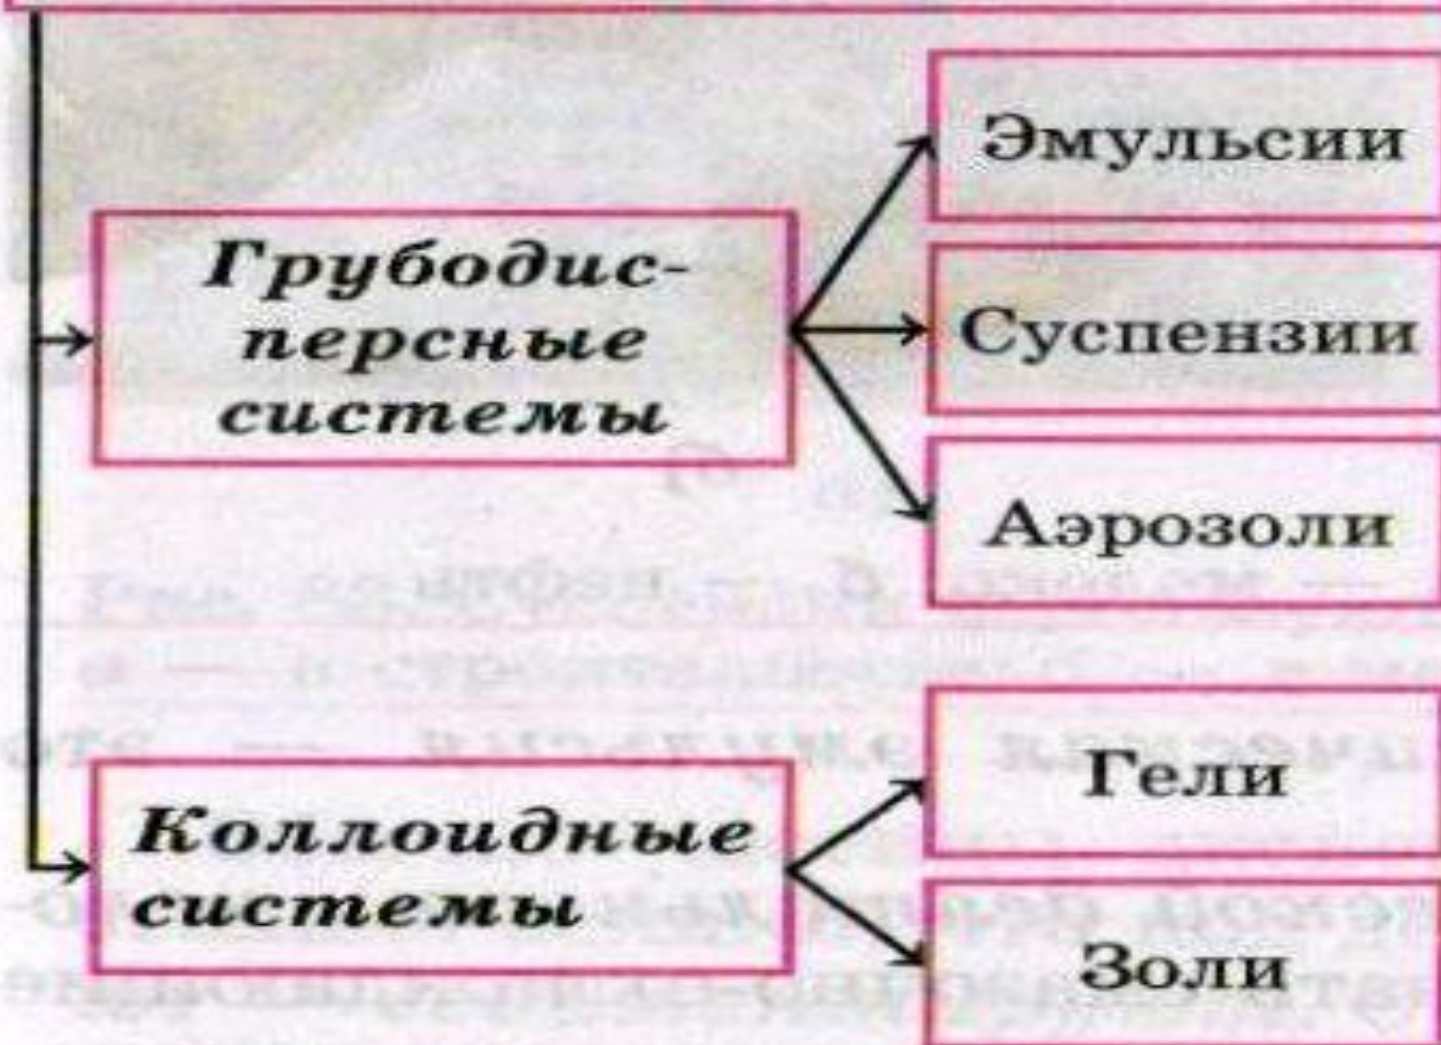 Эмульсии
Грубодис-
персные
системы
Суспензии
Аэрозоли
Гели
Коллоидные
системы
Золи